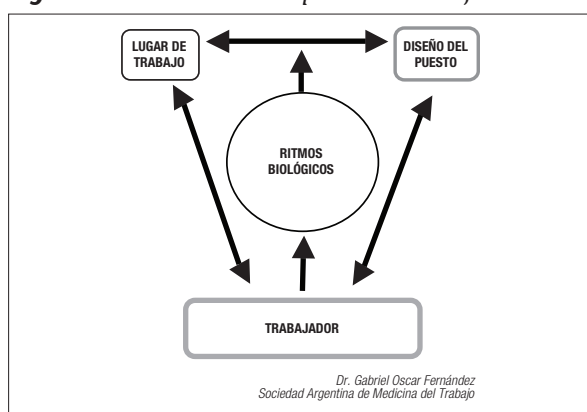 LUGAR DE
TRABAJO
DISEÑO DEL
PUESTO
RITMOS
BIOLÓGICOS
TRABAJADOR
Dr. Gabriel Oscar Fernández
Sociedad Argentina de Medicina del Trabajo